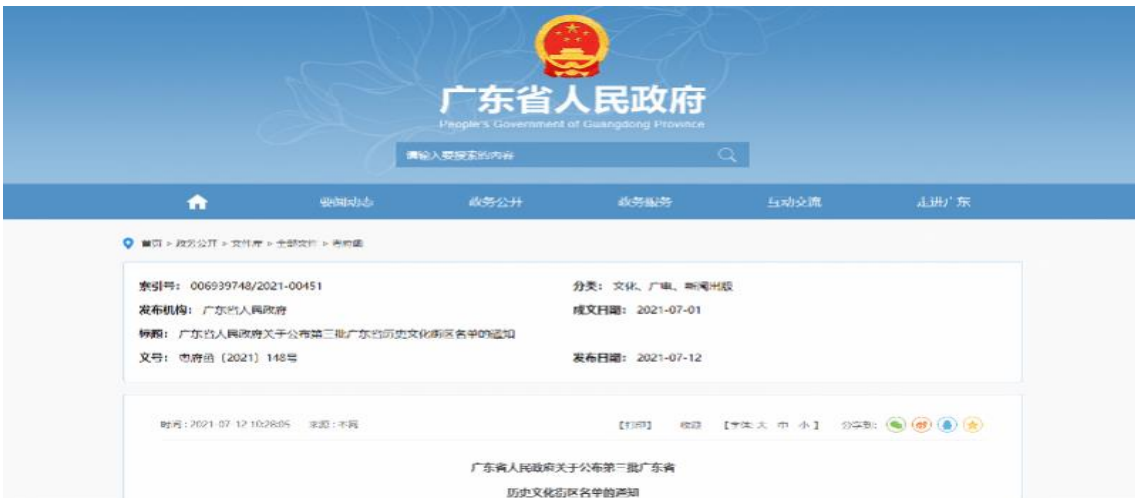 广东省人民政府
People's Government of Guangdong Province
请输入要搜索的内容
要闻动态 政务公开 政务服务 互动交流 走进广东
首页 > 政务公开 > 文件库 > 全部文件 > 粤府函
索引号： 006939748/2021-00451 分类： 文化、广电、新闻出版
发布机构： 广东省人民政府 成文日期： 2021-07-01
标题： 广东省人民政府关于公布第三批广东省历史文化街区名单的通知
文号： 粤府函〔2021〕148号 发布日期： 2021-07-12
时间 : 2021-07-12 10:28:05 来源 : 本网 【打印】 收藏 【字体: 大 中 小 】 分享到:
广东省人民政府关于公布第三批广东省
历史文化街区名单的通知